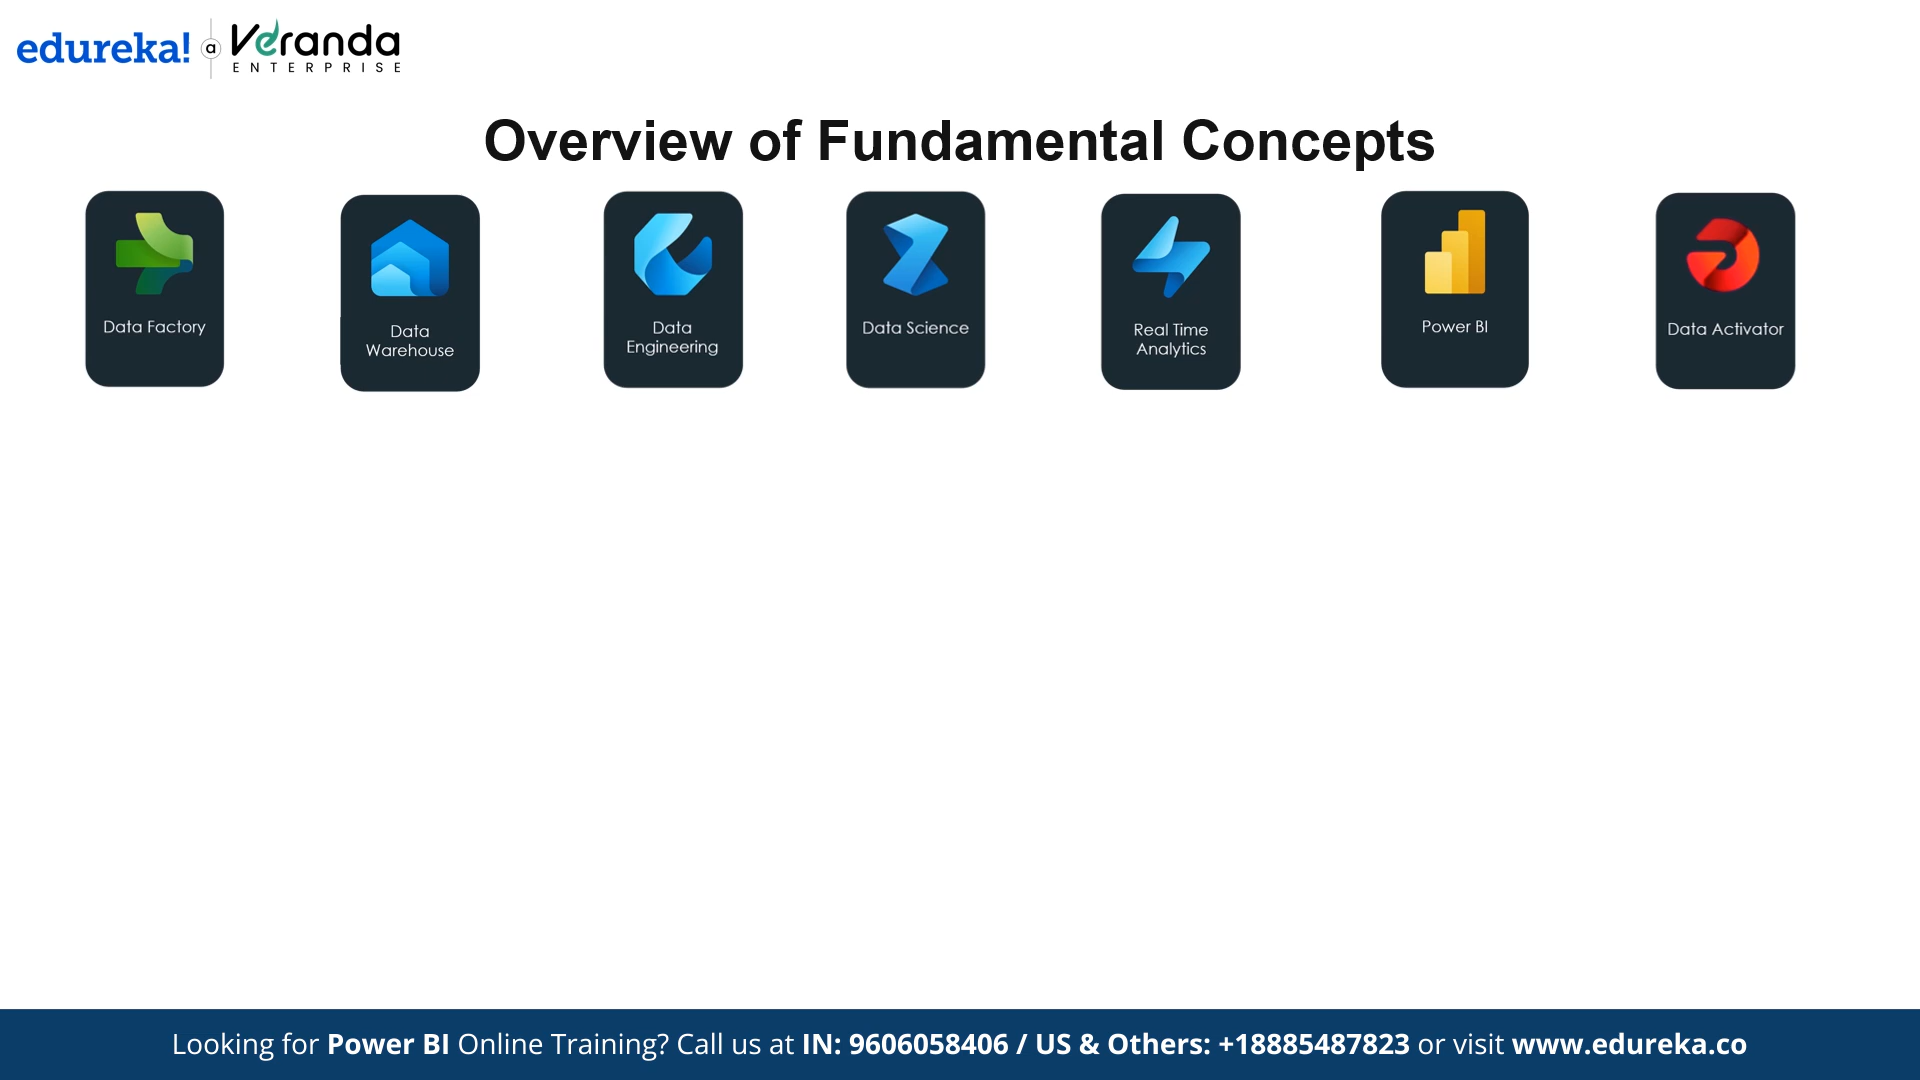 edureka! a Veranda
ENTERPRISE
Overview of Fundamental Concepts
Data Factory
Data
Warehouse
Data
Engineering
Data Science
Real Time
Analytics
Power BI
Data Activator
Looking for Power BI Online Training? Call us at IN: 9606058406 / US & Others: +18885487823 or visit www.edureka.co